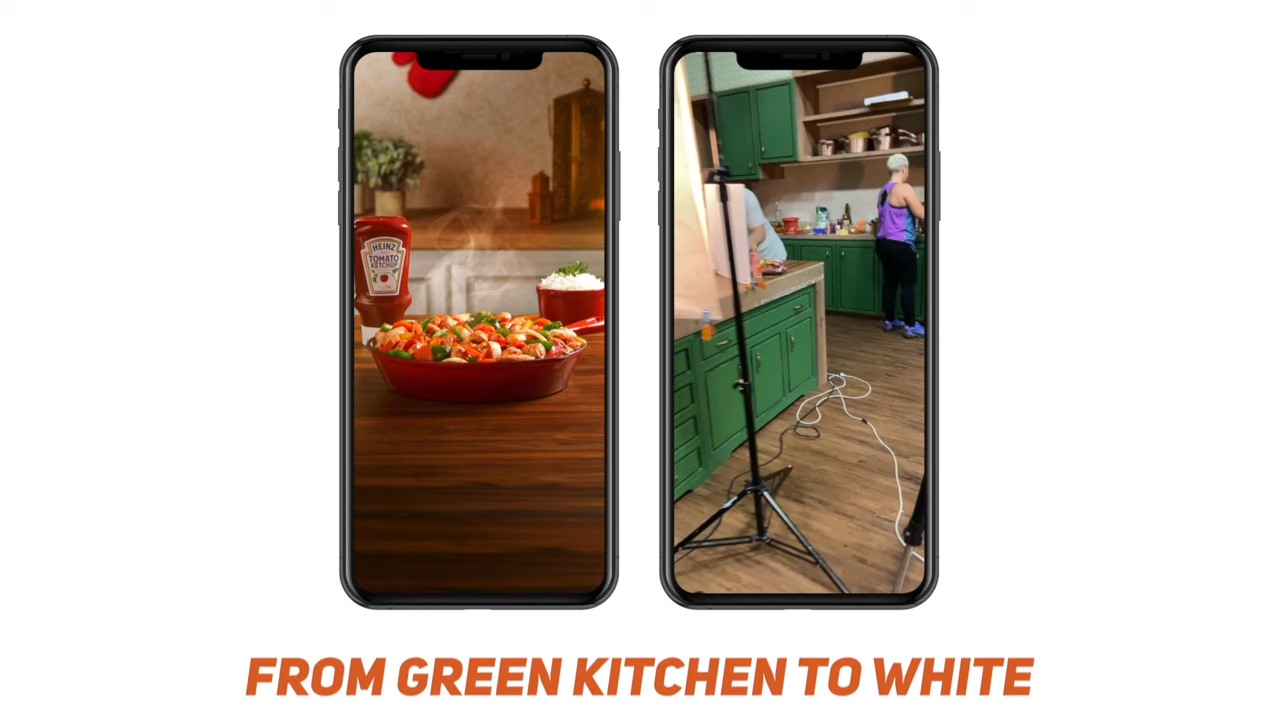 HEINZ
TOMATO
KETCHUP
FROM GREEN KITCHEN TO WHITE